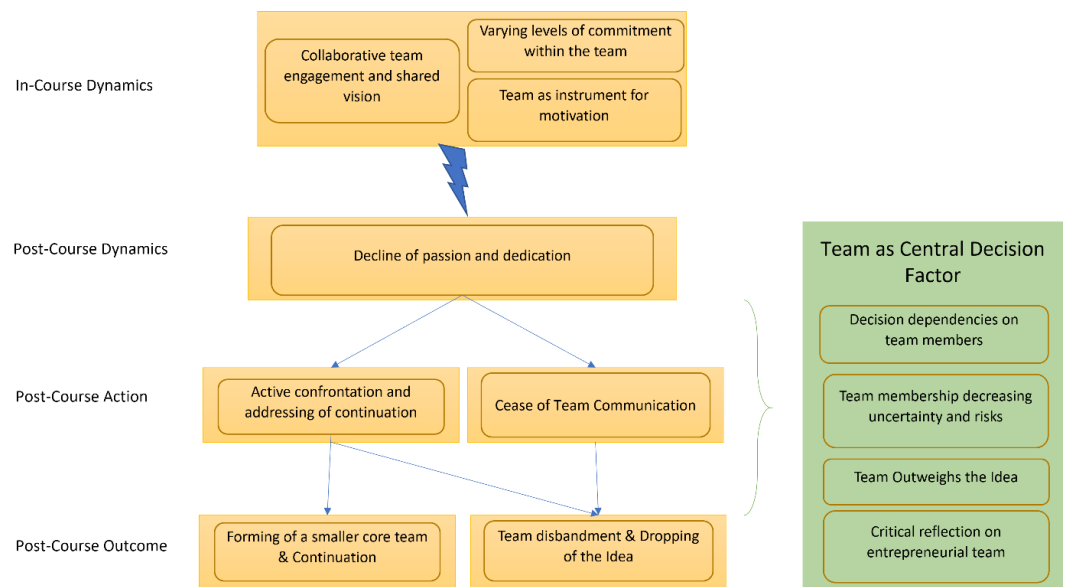 In-Course Dynamics
Collaborative team
engagement and shared
vision
Varying levels of commitment
within the team
Team as instrument for
motivation
Post-Course Dynamics
Decline of passion and dedication
Post-Course Action
Active confrontation and
addressing of continuation
Cease of Team Communication
Post-Course Outcome
Forming of a smaller core team
& Continuation
Team disbandment & Dropping
of the Idea
Team as Central Decision
Factor
Decision dependencies on
team members
Team membership decreasing
uncertainty and risks
Team Outweighs the Idea
Critical reflection on
entrepreneurial team